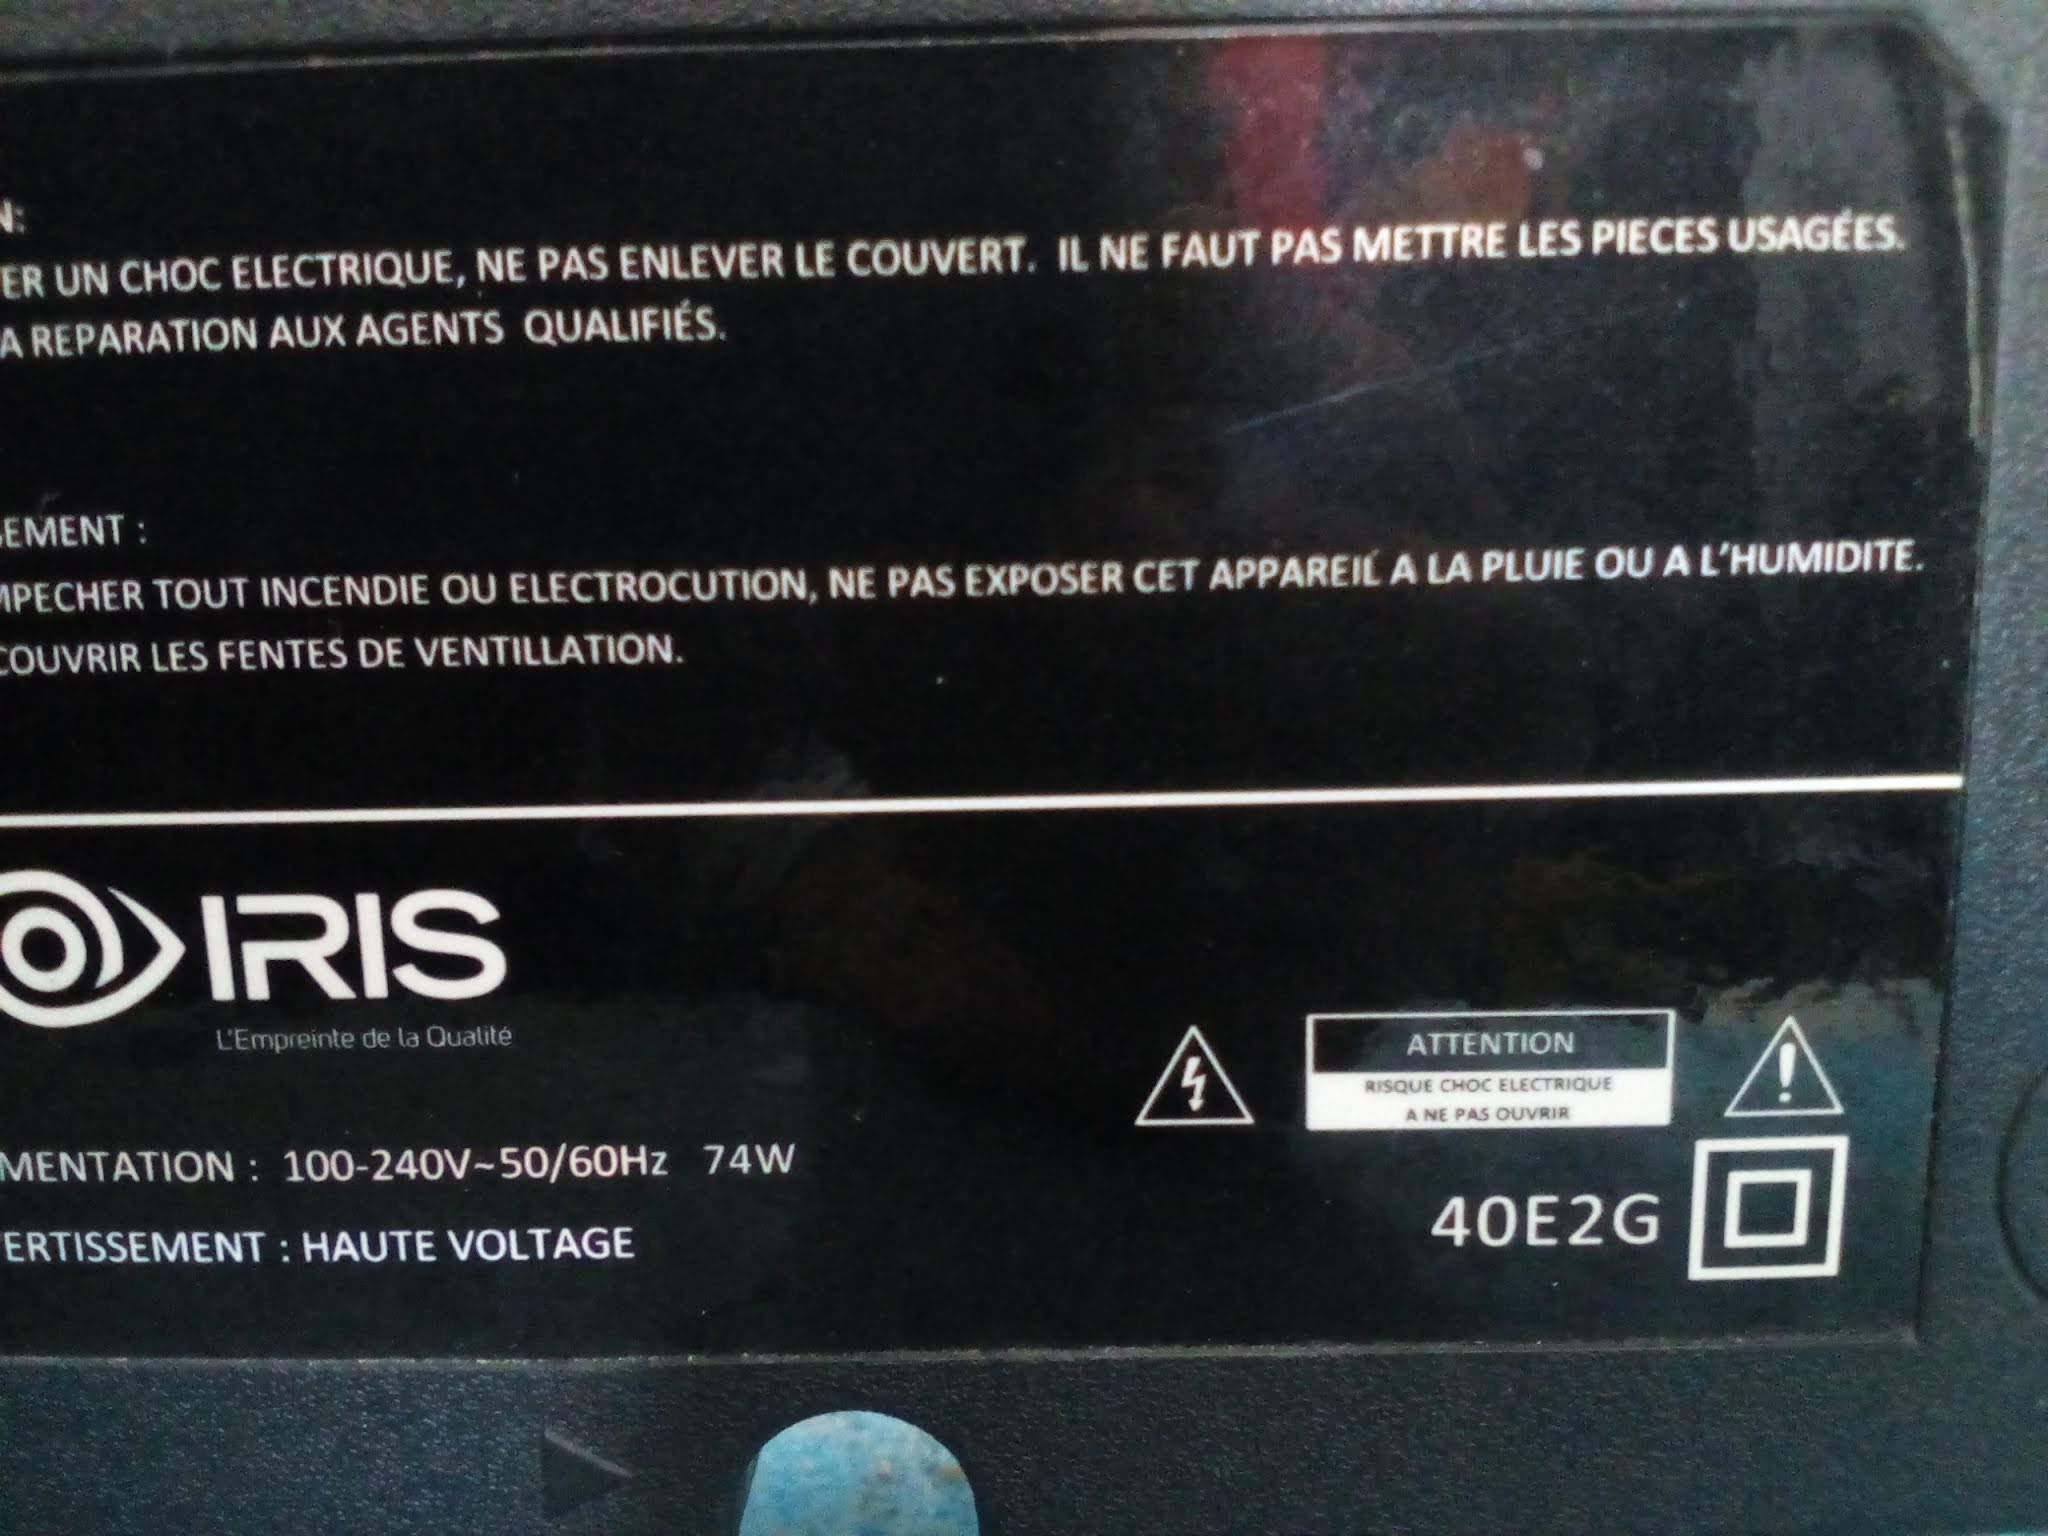 N:
ER UN CHOC ELECTRIQUE, NE PAS ENLEVER LE COUVERT. IL NE FAUT PAS METTRE LES PIECES USAGÉES.
A REPARATION AUX AGENTS QUALIFIÉS.
SEMENT :
MPECHER TOUT INCENDIE OU ELECTROCUTION, NE PAS EXPOSER CET APPAREIL A LA PLUIE OU A L'HUMIDITE.
COUVRIR LES FENTES DE VENTILLATION.
IRIS
L'Empreinte de la Qualité
ATTENTION
RISQUE CHOC ELECTRIQUE
A NE PAS OUVRIR
MENTATION : 100-240V~50/60Hz 74W
ERTISSEMENT : HAUTE VOLTAGE
40E2G